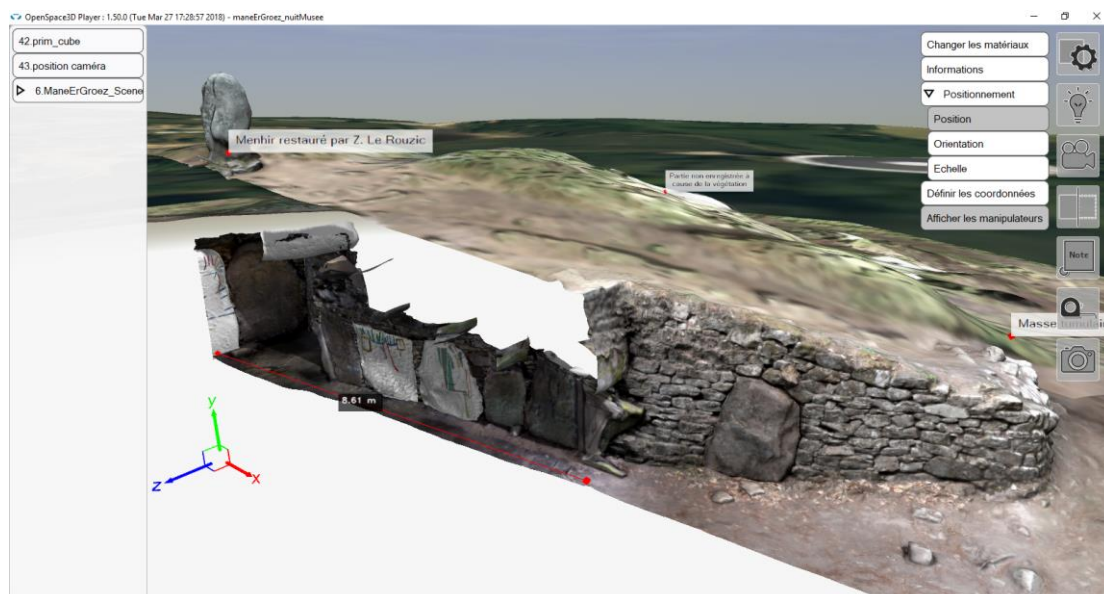 OpenSpace3D Player : 1.50.0 (Tue Mar 27 17:28:57 2018) - maneErGroez_nuitMusee
42.prim_cube
43.position caméra
6.ManeErGroez_Scene
Changer les matériaux
Informations
Positionnement
Position
Orientation
Echelle
Définir les coordonnées
Afficher les manipulateurs
Note
Menhir restauré par Z. Le Rouzic
Partie non enregistrée à
cause de la végétation
Masse tumulai
8.61 m
y
z
x